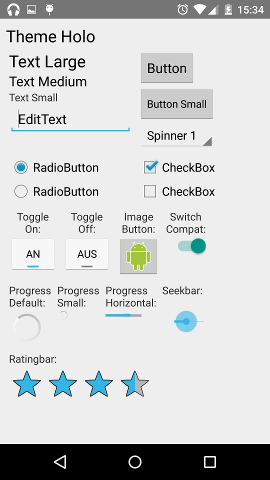 15:34
Theme Holo
Text Large
Button
Text Medium
Text Small
Button Small
EditText
Spinner 1
RadioButton
CheckBox
RadioButton
CheckBox
Toggle On:
Toggle Off:
Image Button:
Switch Compat:
AN
AUS
Progress Default:
Progress Small:
Progress Horizontal:
Seekbar:
Ratingbar: